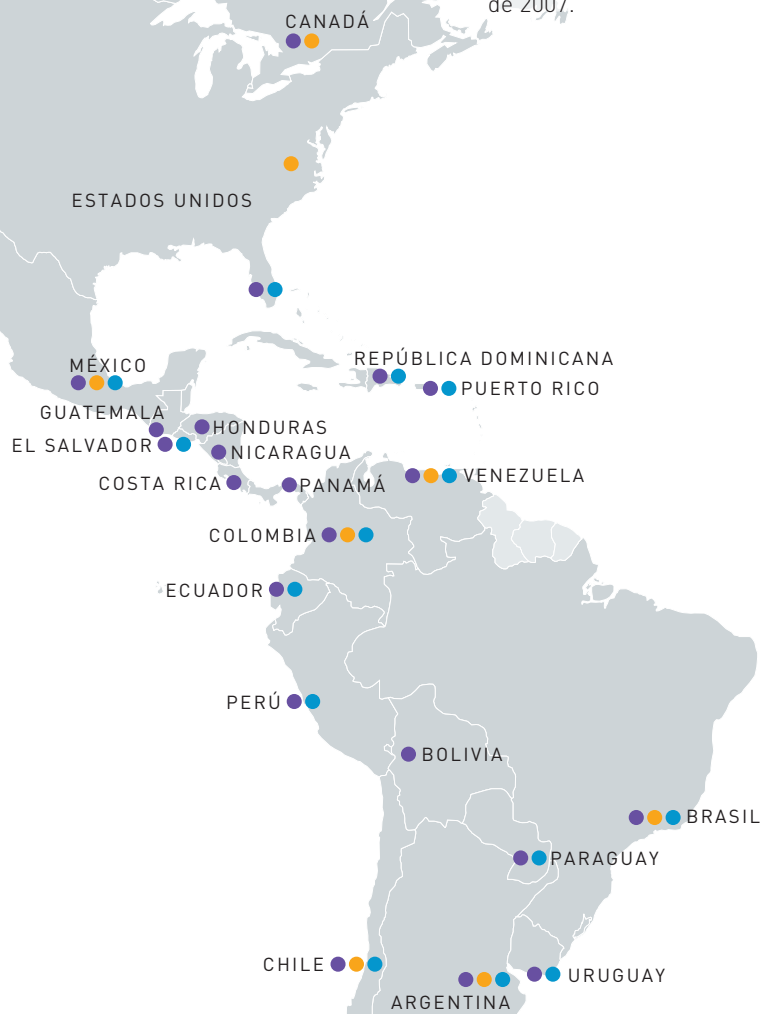 de 2007.
CANADÁ
ESTADOS UNIDOS
MÉXICO
REPÚBLICA DOMINICANA
PUERTO RICO
GUATEMALA
HONDURAS
EL SALVADOR
NICARAGUA
COSTA RICA
PANAMÁ
VENEZUELA
COLOMBIA
ECUADOR
PERÚ
BOLIVIA
BRASIL
PARAGUAY
CHILE
URUGUAY
ARGENTINA